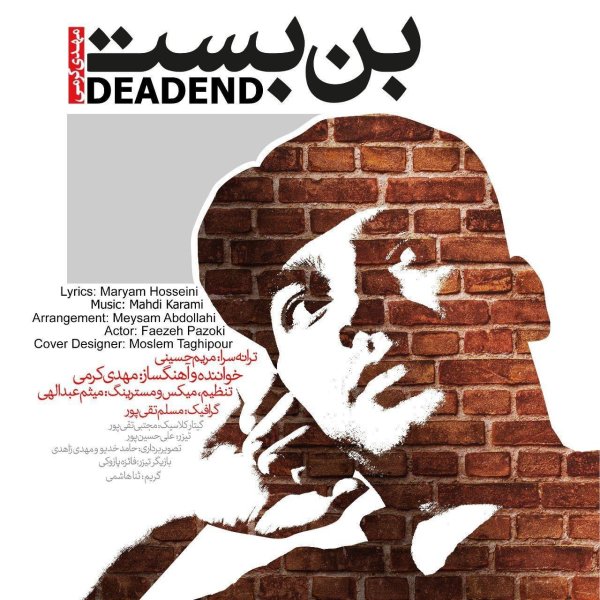 بن بست
مهدی کرمی
DEADEND
Lyrics: Maryam Hosseini
Music: Mahdi Karami
Arrangement: Meysam Abdollahi
Actor: Faezeh Pazoki
Cover Designer: Moslem Taghipour
ترانه سرا: مریم حسینی
خواننده و آهنگساز: مهدی کرمی
تنظیم، میکس و مسترینگ: میثم عبدالهی
گرافیک: مسلم تقی پور
گیتار کلاسیک: مجتبی تقی پور
تیزر: علی حسین پور
تصویربرداری: حامد خدیو و مهدی زاهدی
بازیگر تیزر: فائزه پازوکی
گریم: ثنا هاشمی